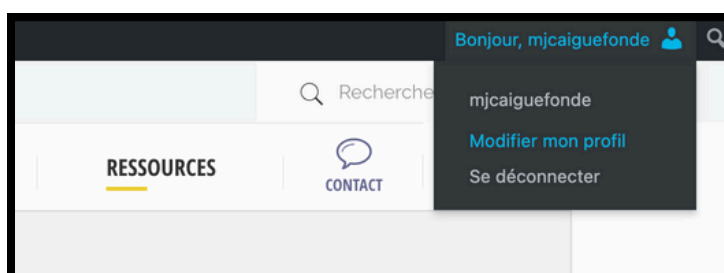 Bonjour, mjcaiguefonde
Recherche
mjcaiguefonde
Modifier mon profil
Se déconnecter
RESSOURCES
CONTACT